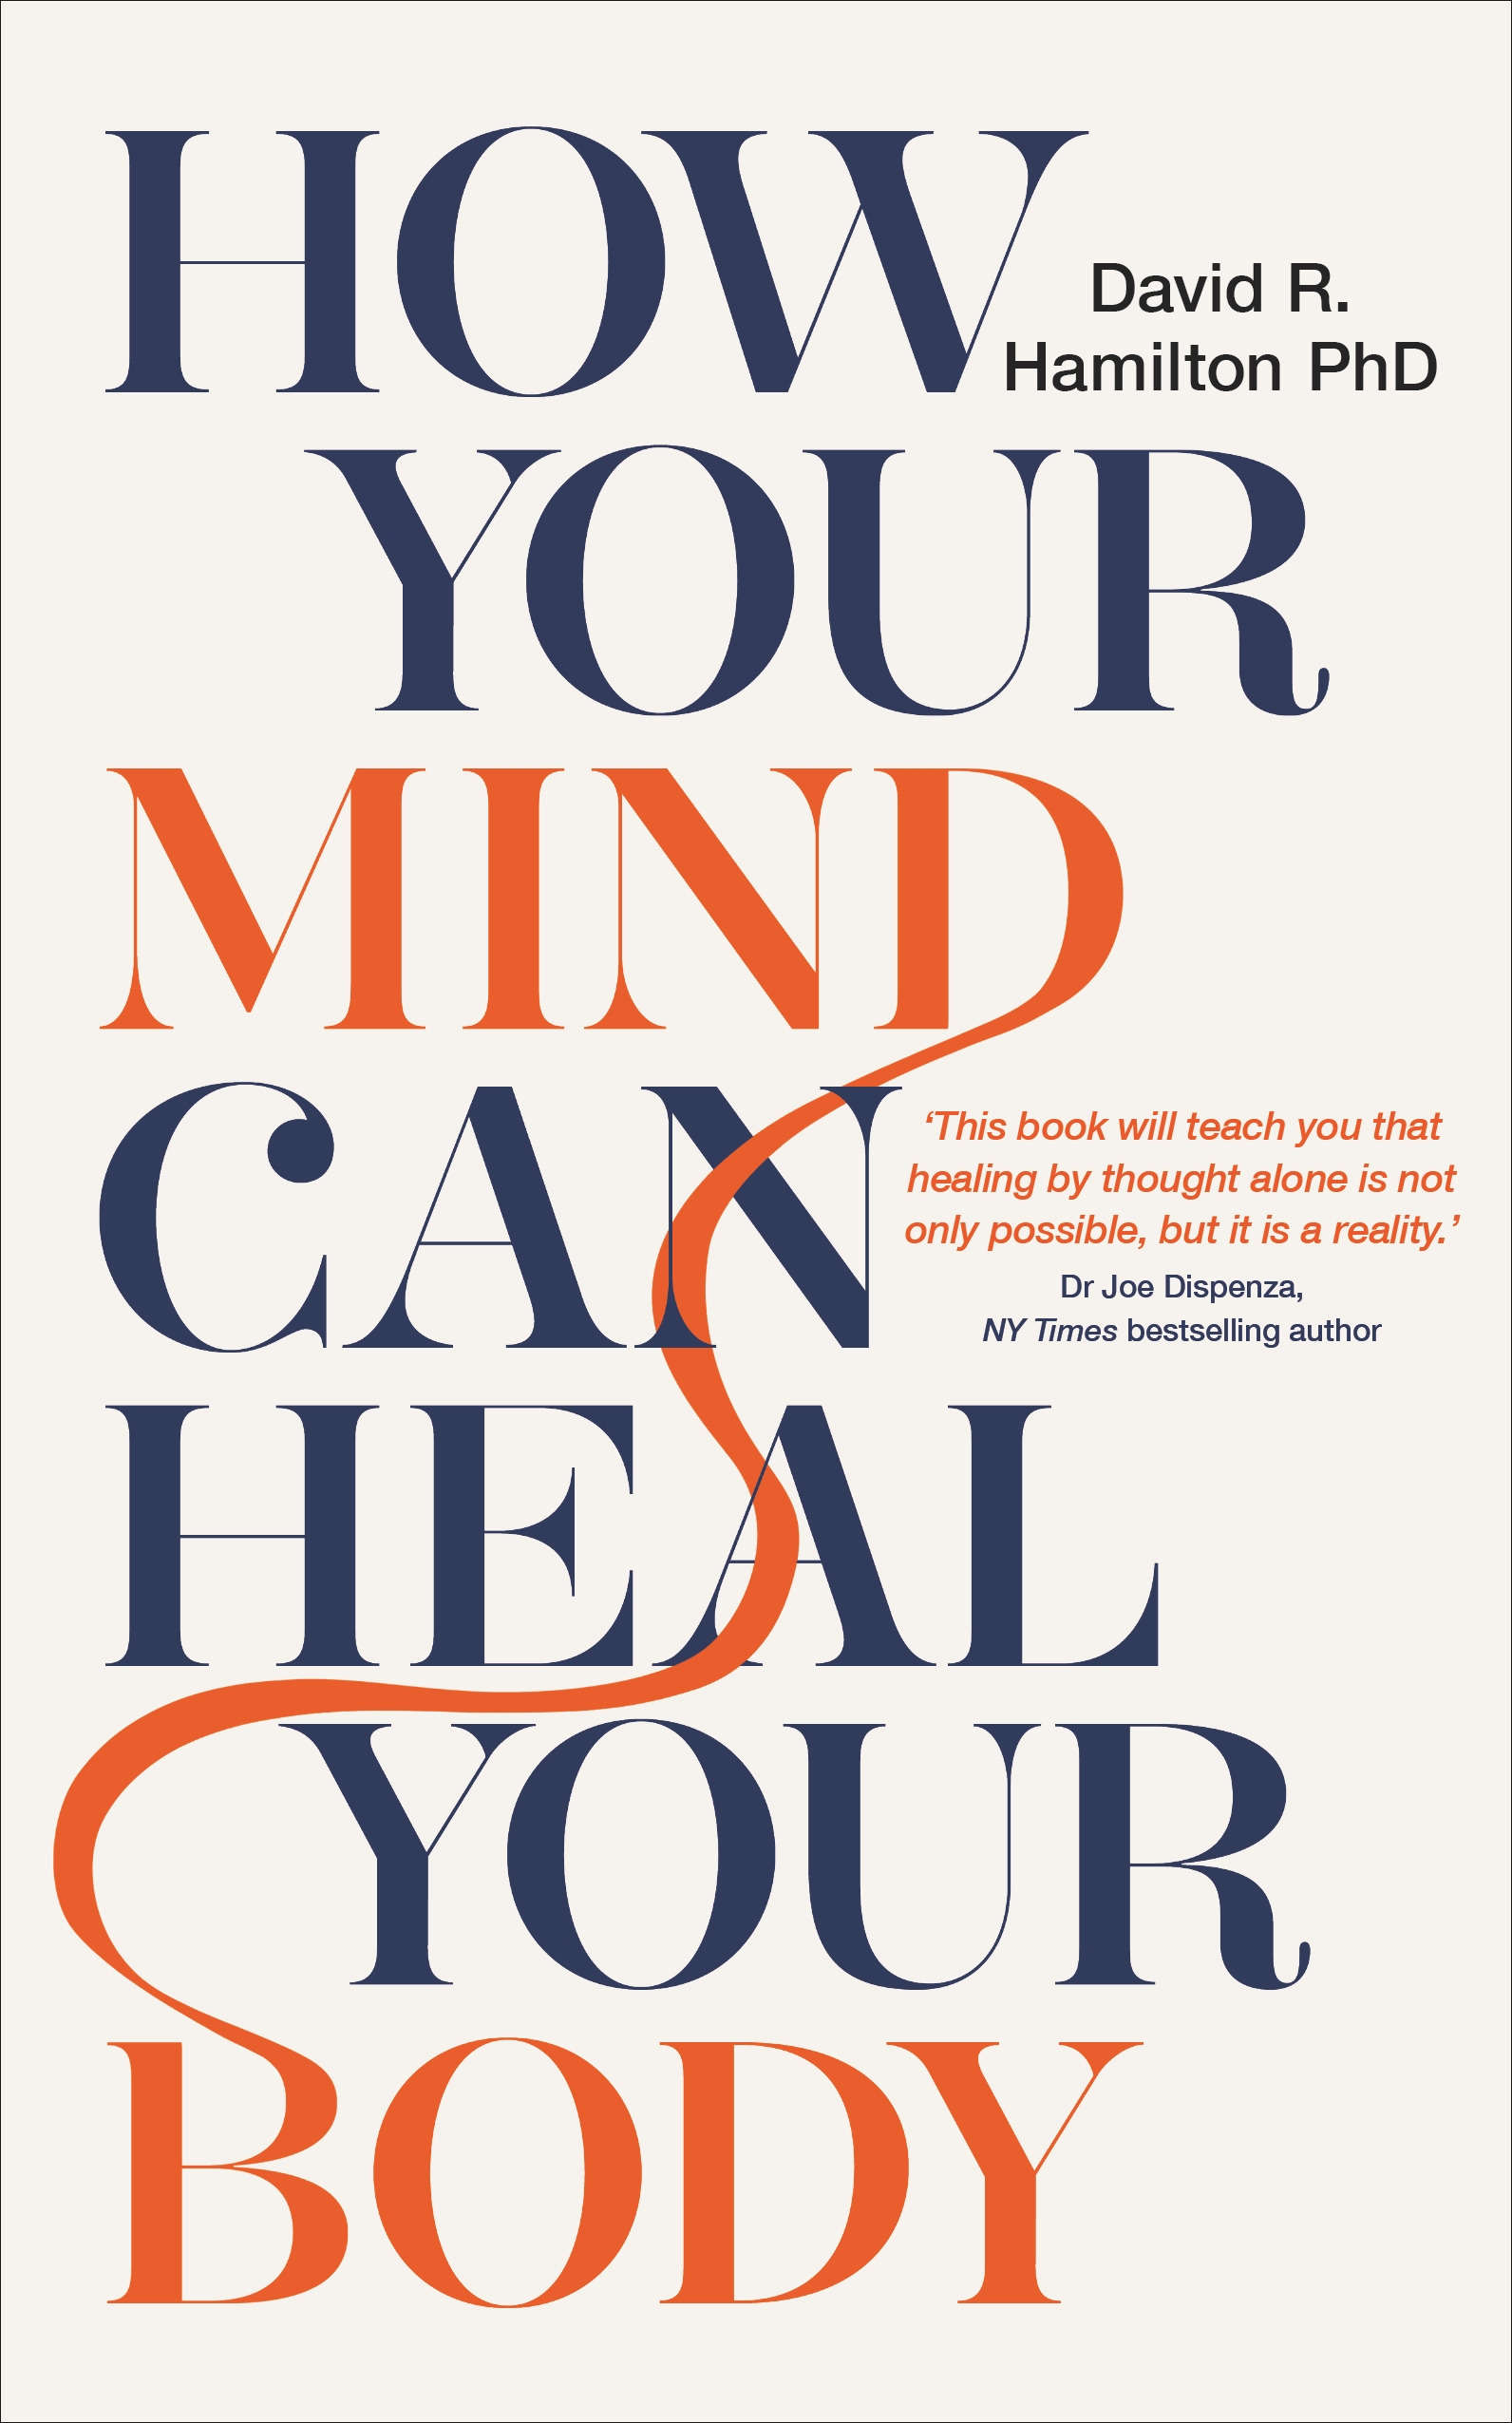 HOW
David R.
Hamilton PhD
YOUR
MIND
CAN
‘This book will teach you that
healing by thought alone is not
only possible, but it is a reality.’
Dr Joe Dispenza,
NY Times bestselling author
HEAL
YOUR
BODY